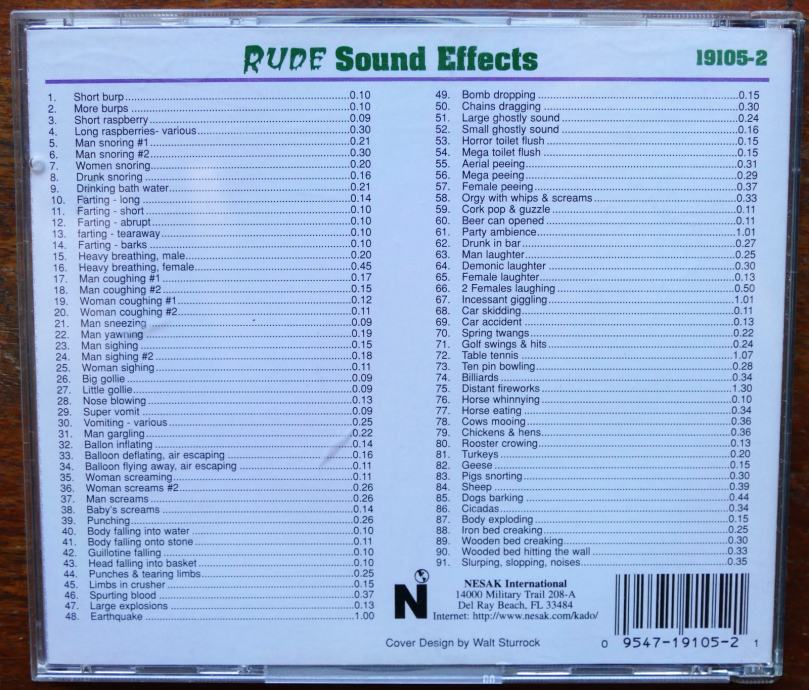 RUDE Sound Effects
19105-2
1. Short burp 0.10
2. More burps 0.10
3. Short raspberry 0.09
4. Long raspberries- various 0.30
5. Man snoring #1 0.21
6. Man snoring #2 0.30
7. Women snoring 0.20
8. Drunk snoring 0.16
9. Drinking bath water 0.21
10. Farting - long 0.14
11. Farting - short 0.10
12. Farting - abrupt 0.10
13. farting - tearaway 0.10
14. Farting - barks 0.10
15. Heavy breathing, male 0.20
16. Heavy breathing, female 0.45
17. Man coughing #1 0.17
18. Man coughing #2 0.15
19. Woman coughing #1 0.12
20. Woman coughing #2 0.11
21. Man sneezing 0.09
22. Man yawning 0.19
23. Man sighing 0.15
24. Man sighing #2 0.18
25. Woman sighing 0.11
26. Big gollie 0.09
27. Little gollie 0.09
28. Nose blowing 0.13
29. Super vomit 0.09
30. Vomiting - various 0.25
31. Man gargling 0.22
32. Ballon inflating 0.14
33. Balloon deflating, air escaping 0.16
34. Balloon flying away, air escaping 0.11
35. Woman screaming 0.11
36. Woman screams #2 0.26
37. Man screams 0.26
38. Baby's screams 0.14
39. Punching 0.26
40. Body falling into water 0.10
41. Body falling onto stone 0.11
42. Guillotine falling 0.10
43. Head falling into basket 0.10
44. Punches & tearing limbs 0.25
45. Limbs in crusher 0.15
46. Spurting blood 0.37
47. Large explosions 0.13
48. Earthquake 1.00
49. Bomb dropping 0.15
50. Chains dragging 0.30
51. Large ghostly sound 0.24
52. Small ghostly sound 0.16
53. Horror toilet flush 0.15
54. Mega toilet flush 0.15
55. Aerial peeing 0.31
56. Mega peeing 0.29
57. Female peeing 0.37
58. Orgy with whips & screams 0.33
59. Cork pop & guzzle 0.11
60. Beer can opened 0.11
61. Party ambience 1.01
62. Drunk in bar 0.27
63. Man laughter 0.25
64. Demonic laughter 0.30
65. Female laughter 0.13
66. 2 Females laughing 0.50
67. Incessant giggling 1.01
68. Car skidding 0.11
69. Car accident 0.13
70. Spring twangs 0.22
71. Golf swings & hits 0.24
72. Table tennis 1.07
73. Ten pin bowling 0.28
74. Billiards 0.34
75. Distant fireworks 1.30
76. Horse whinnying 0.10
77. Horse eating 0.34
78. Cows mooing 0.36
79. Chickens & hens 0.36
80. Rooster crowing 0.13
81. Turkeys 0.20
82. Geese 0.15
83. Pigs snorting 0.30
84. Sheep 0.39
85. Dogs barking 0.44
86. Cicadas 0.34
87. Body exploding 0.15
88. Iron bed creaking 0.25
89. Wooden bed creaking 0.30
90. Wooded bed hitting the wall 0.33
91. Slurping, slopping, noises 0.35
N
NESAK International
14000 Military Trail 208-A
Del Ray Beach, FL 33484
Internet: http://www.nesak.com/kado/
Cover Design by Walt Sturrock
0 9547-19105-2 1